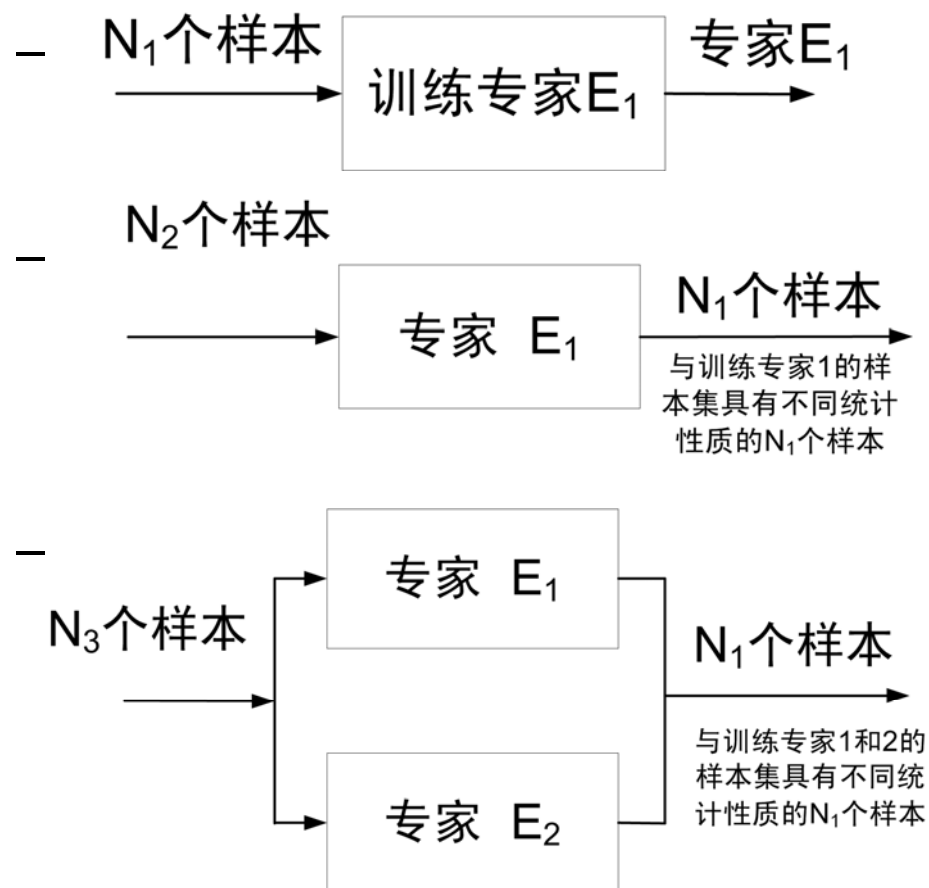 N₁个样本
训练专家E₁
专家E₁
N₂个样本
专家 E₁
N₁个样本
与训练专家1的样
本集具有不同统计
性质的N₁个样本
N₃个样本
专家 E₁
专家 E₂
N₁个样本
与训练专家1和2的
样本集具有不同统
计性质的N₁个样本